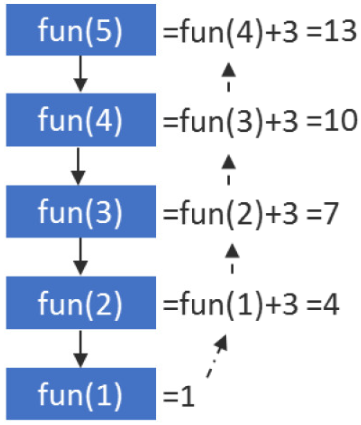 fun(5) =fun(4)+3 =13
fun(4) =fun(3)+3 =10
fun(3) =fun(2)+3 =7
fun(2) =fun(1)+3 =4
fun(1) =1